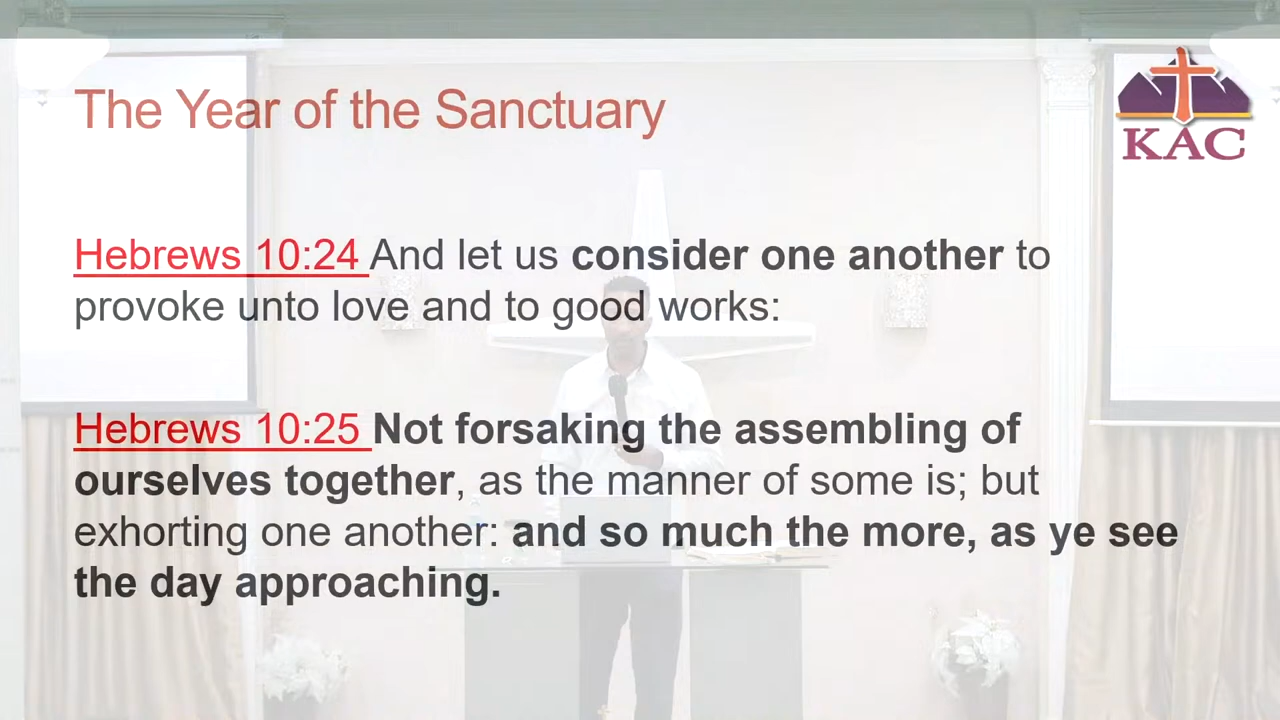 The Year of the Sanctuary
KAC
Hebrews 10:24 And let us consider one another to
provoke unto love and to good works:
Hebrews 10:25 Not forsaking the assembling of
ourselves together, as the manner of some is; but
exhorting one another: and so much the more, as ye see
the day approaching.